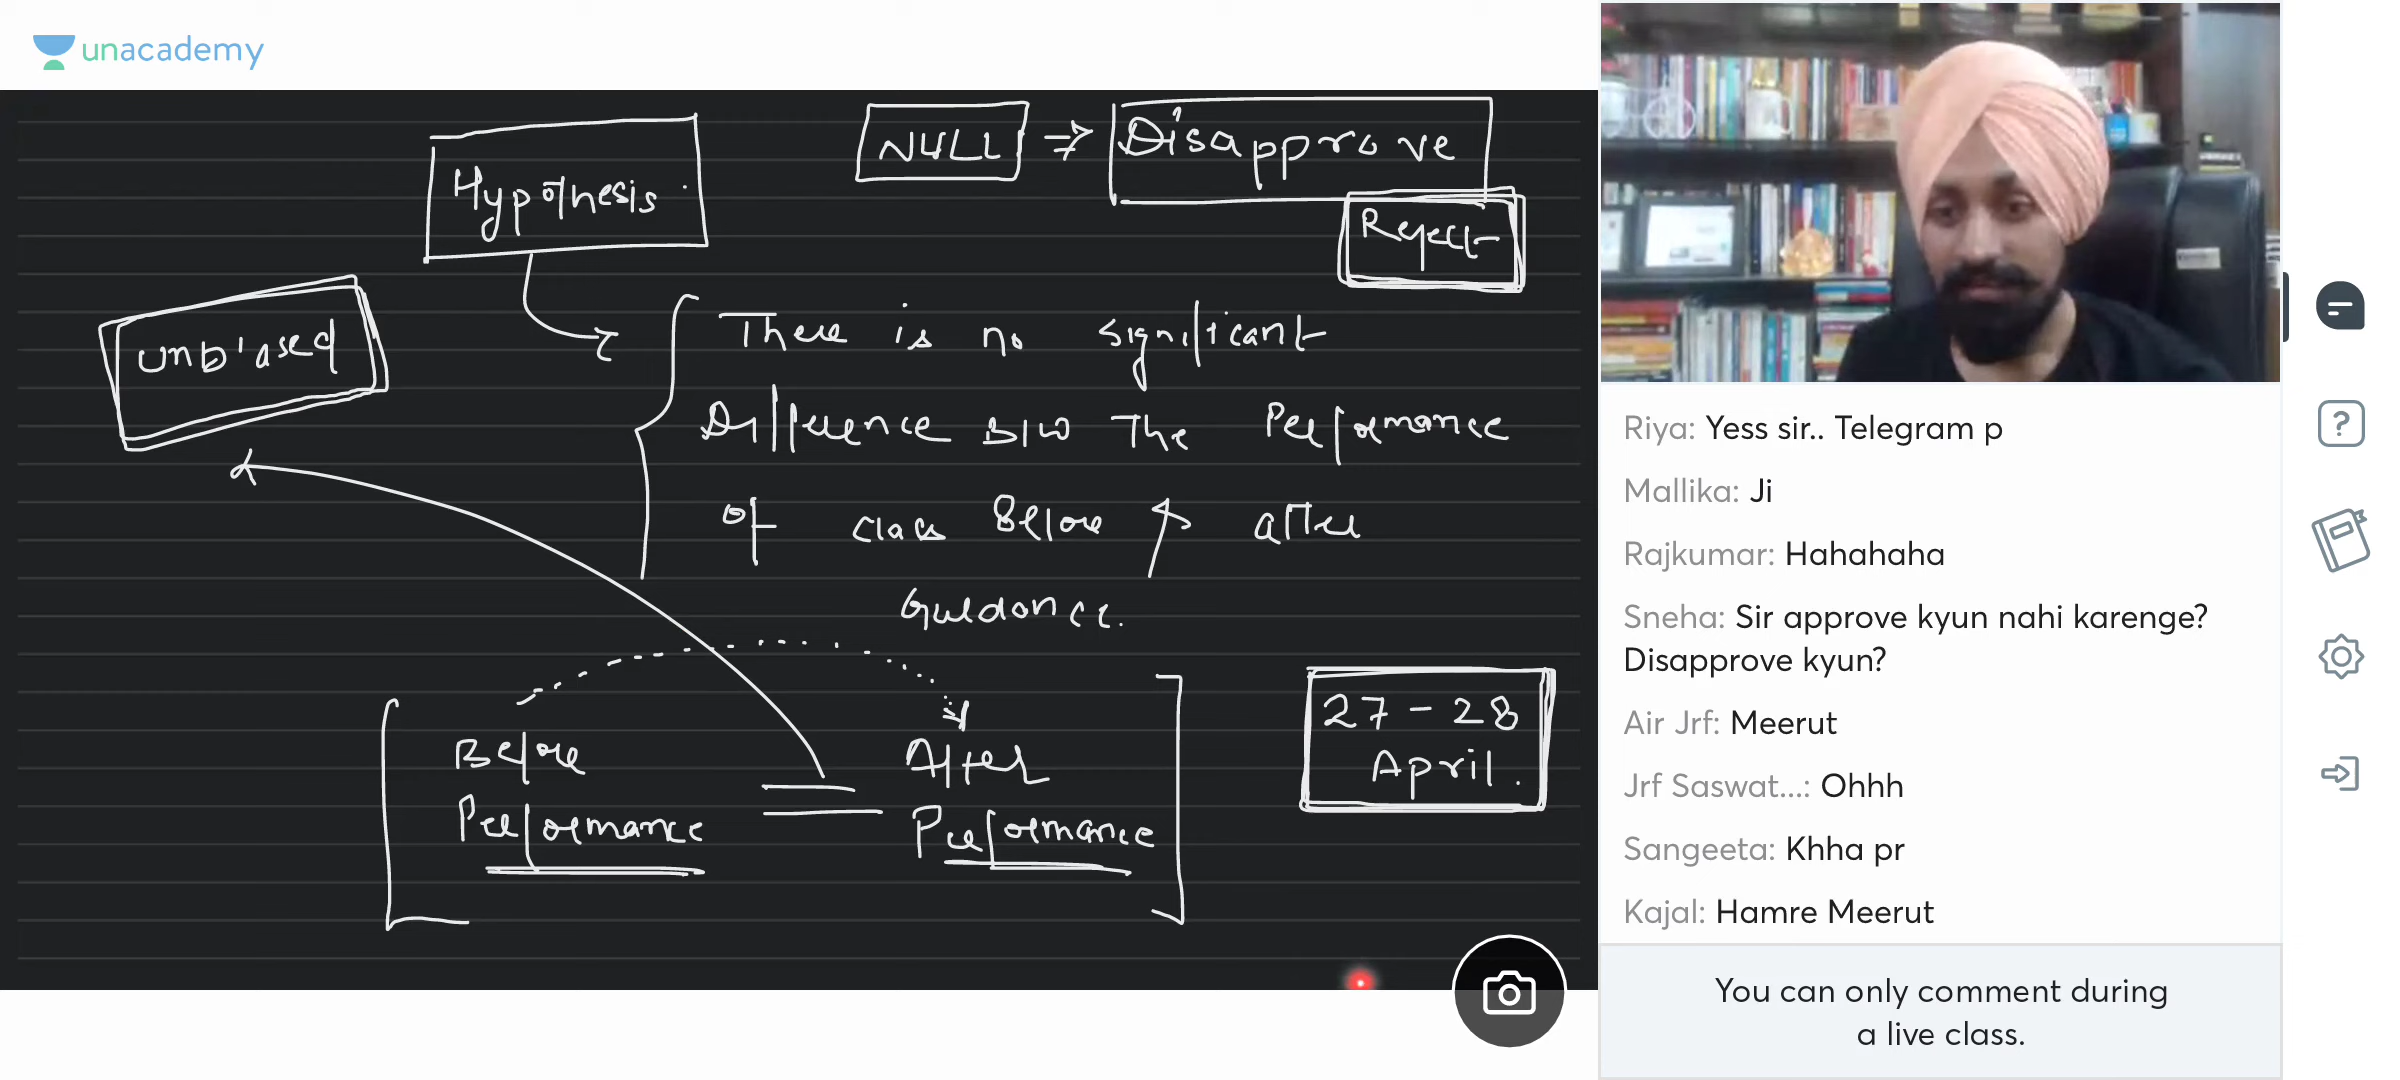 unacademy
NULL ⇒ Disapprove
Reject
Hypothesis
unbiased
There is no significant
Difference B/w The Performance
of class Before & after
Guidance.
Before
Performance
=
After
Performance
27 - 28
April.
Riya: Yess sir.. Telegram p
Mallika: Ji
Rajkumar: Hahahaha
Sneha: Sir approve kyun nahi karenge?
Disapprove kyun?
Air Jrf: Meerut
Jrf Saswat...: Ohhh
Sangeeta: Khha pr
Kajal: Hamre Meerut
You can only comment during
a live class.
?